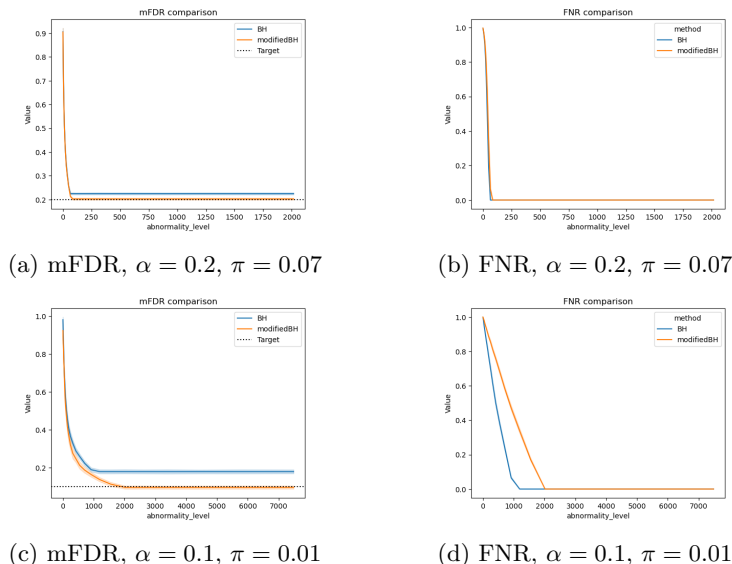 mFDR comparison
BH
modifiedBH
Target
0.9
0.8
0.7
0.6
0.5
0.4
0.3
0.2
Value
0 250 500 750 1000 1250 1500 1750 2000
abnormality_level
(a) mFDR, α = 0.2, π = 0.07
FNR comparison
method
BH
modifiedBH
1.0
0.8
0.6
0.4
0.2
0.0
Value
0 250 500 750 1000 1250 1500 1750 2000
abnormality_level
(b) FNR, α = 0.2, π = 0.07
mFDR comparison
BH
modifiedBH
Target
1.0
0.8
0.6
0.4
0.2
Value
0 1000 2000 3000 4000 5000 6000 7000
abnormality_level
(c) mFDR, α = 0.1, π = 0.01
FNR comparison
method
BH
modifiedBH
1.0
0.8
0.6
0.4
0.2
0.0
Value
0 1000 2000 3000 4000 5000 6000 7000
abnormality_level
(d) FNR, α = 0.1, π = 0.01